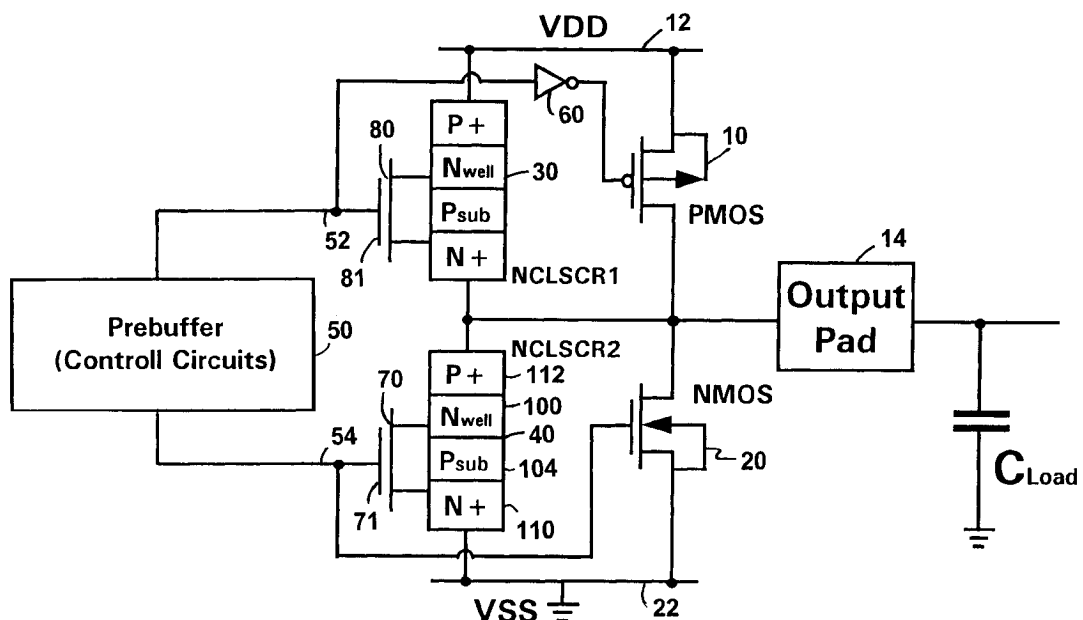 VDD
12
60
P+
10
80
Nwell
30
Psub
PMOS
52
N+
81
NCLSCR1
14
Output
Pad
Prebuffer
(Controll Circuits)
50
NCLSCR2
P+
112
70
NMOS
Nwell
100
40
54
Psub
104
20
CLoad
71
N+
110
VSS
22